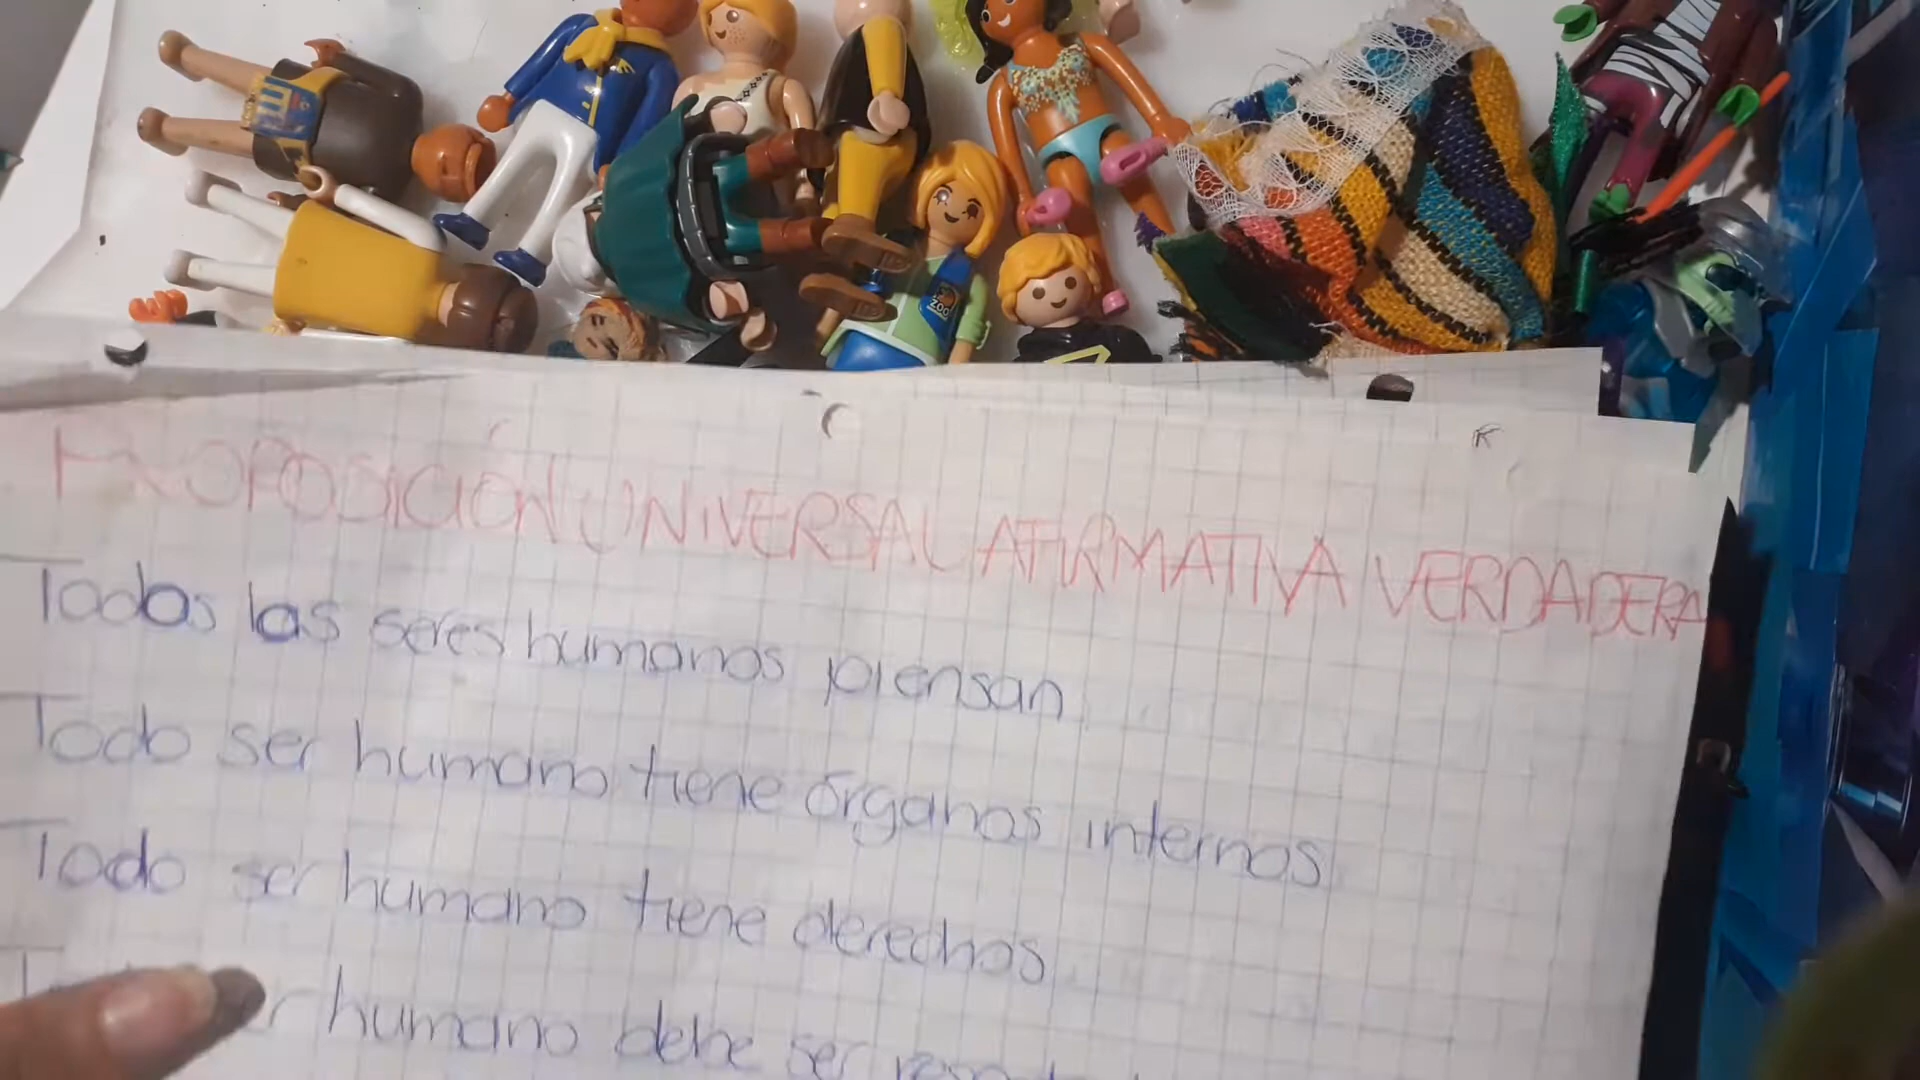 zoo
PROPOSICIÓN UNIVERSAL AFIRMATIVA VERDADERA
Todos los seres humanos piensan
Todo ser humano tiene órganos internos
Todo ser humano tiene derechos
humano debe ser